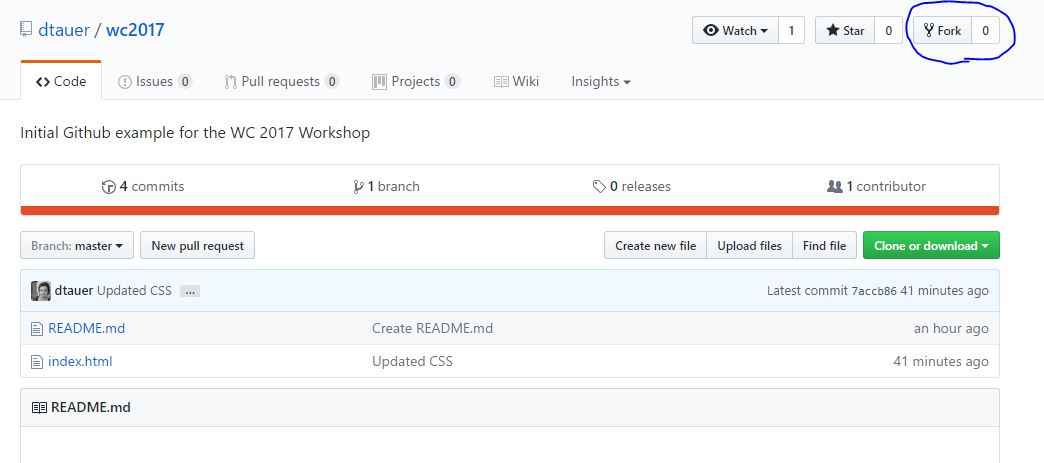 dtauer / wc2017 Watch 1 Star 0 Fork 0
Code Issues 0 Pull requests 0 Projects 0 Wiki Insights
Initial Github example for the WC 2017 Workshop
4 commits 1 branch 0 releases 1 contributor
Branch: master New pull request Create new file Upload files Find file Clone or download
dtauer Updated CSS ... Latest commit 7accb86 41 minutes ago
README.md Create README.md an hour ago
index.html Updated CSS 41 minutes ago
README.md